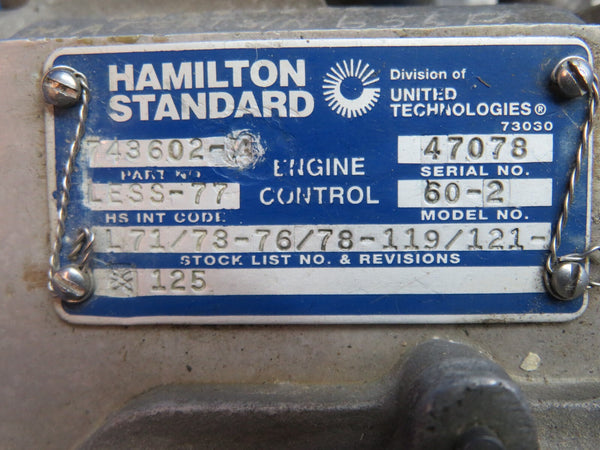 HAMILTON STANDARD
Division of UNITED TECHNOLOGIES®
73030
743602-4
PART NO
ENGINE CONTROL
47078
SERIAL NO.
LESS-77
HS INT CODE
60-2
MODEL NO.
L71/73-76/78-119/121-
STOCK LIST NO. & REVISIONS
125